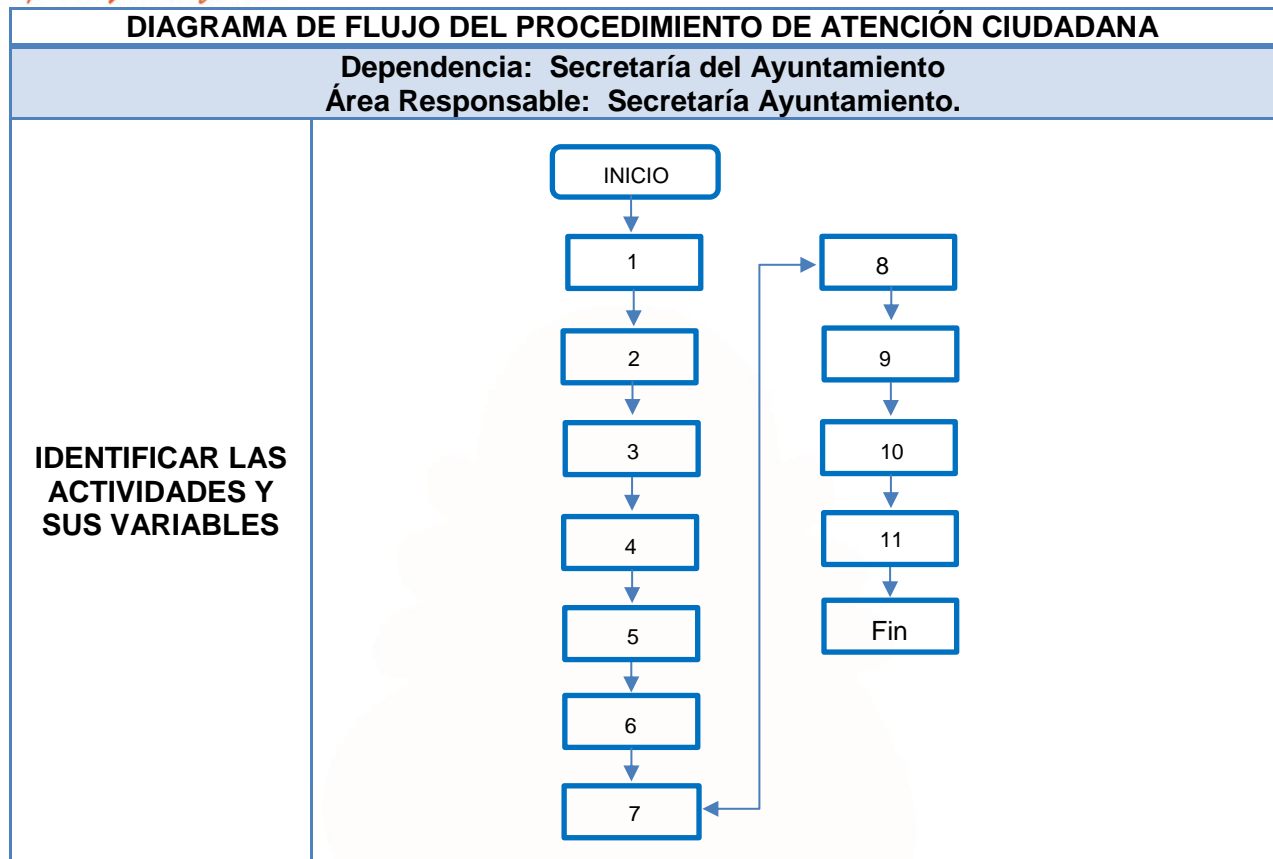 DIAGRAMA DE FLUJO DEL PROCEDIMIENTO DE ATENCIÓN CIUDADANA
Dependencia: Secretaría del Ayuntamiento
Área Responsable: Secretaría Ayuntamiento.
IDENTIFICAR LAS
ACTIVIDADES Y
SUS VARIABLES
INICIO
1
2
3
4
5
6
7
8
9
10
11
Fin